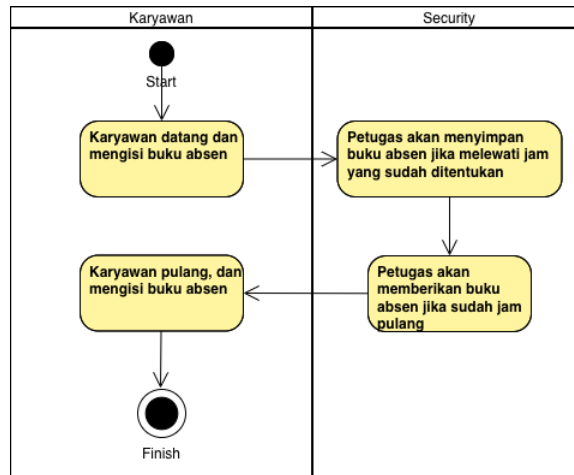 Karyawan
Security
Start
Karyawan datang dan
mengisi buku absen
Petugas akan menyimpan
buku absen jika melewati jam
yang sudah ditentukan
Petugas akan
memberikan buku
absen jika sudah jam
pulang
Karyawan pulang, dan
mengisi buku absen
Finish